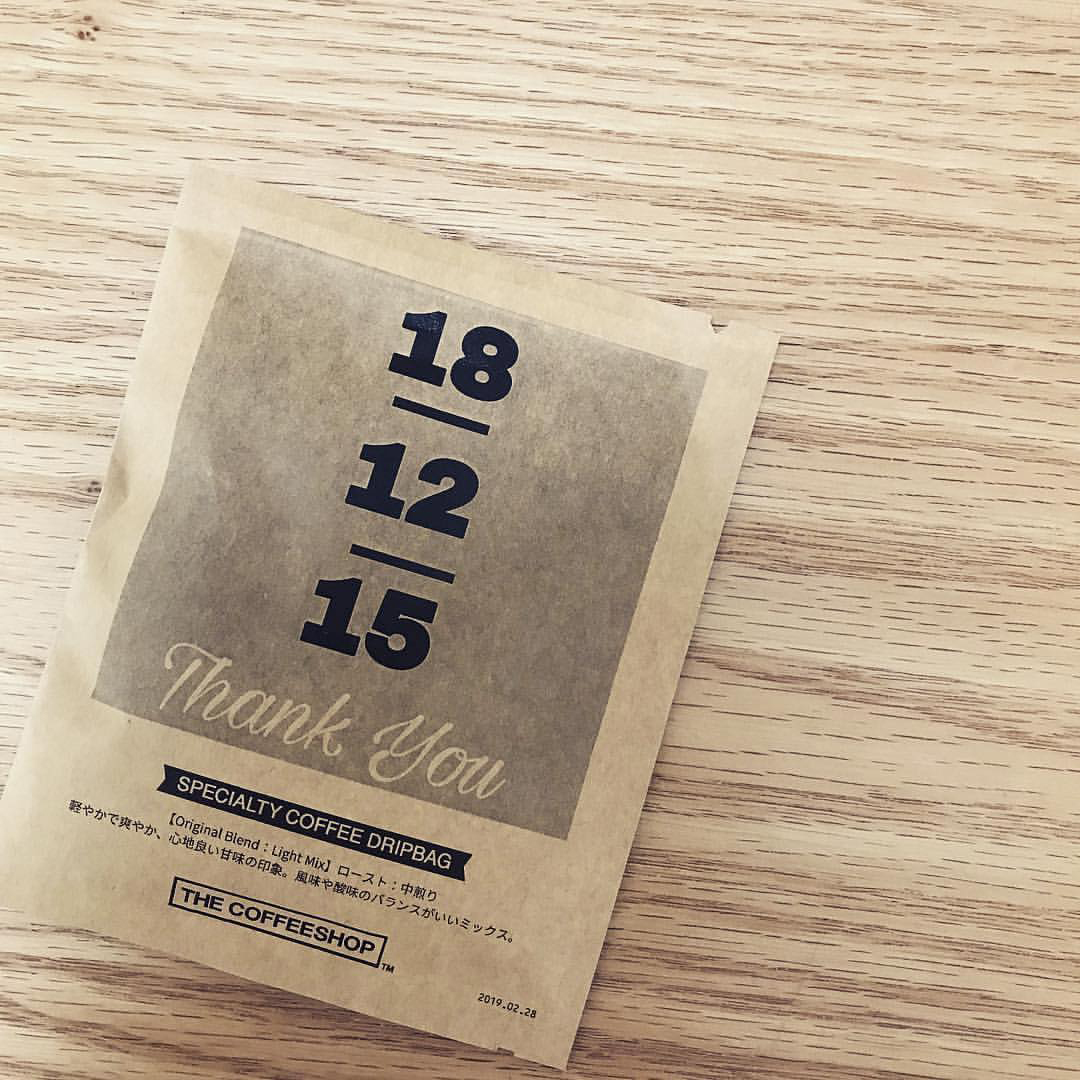 18
12
15
Thank You
SPECIALTY COFFEE DRIPBAG
【Original Blend：Light Mix】ロースト：中煎り
軽やかで爽やか、心地良い甘味の印象。風味や酸味のバランスがいいミックス。
THE COFFEESHOP™
2019.02.28